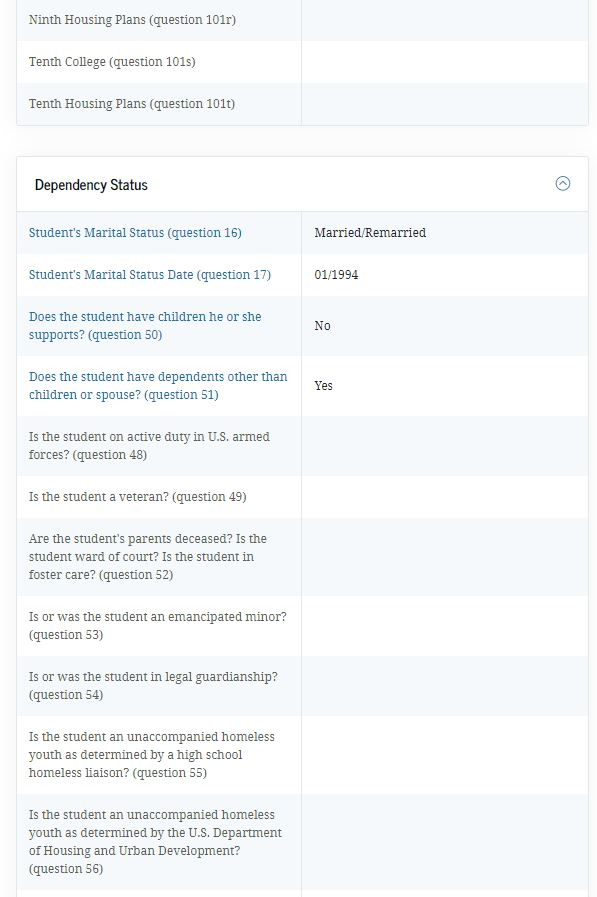 Ninth Housing Plans (question 101r)
Tenth College (question 101s)
Tenth Housing Plans (question 101t)
Dependency Status
Student's Marital Status (question 16)
Married/Remarried
Student's Marital Status Date (question 17)
01/1994
Does the student have children he or she
supports? (question 50)
No
Does the student have dependents other than
children or spouse? (question 51)
Yes
Is the student on active duty in U.S. armed
forces? (question 48)
Is the student a veteran? (question 49)
Are the student's parents deceased? Is the
student ward of court? Is the student in
foster care? (question 52)
Is or was the student an emancipated minor?
(question 53)
Is or was the student in legal guardianship?
(question 54)
Is the student an unaccompanied homeless
youth as determined by a high school
homeless liaison? (question 55)
Is the student an unaccompanied homeless
youth as determined by the U.S. Department
of Housing and Urban Development?
(question 56)